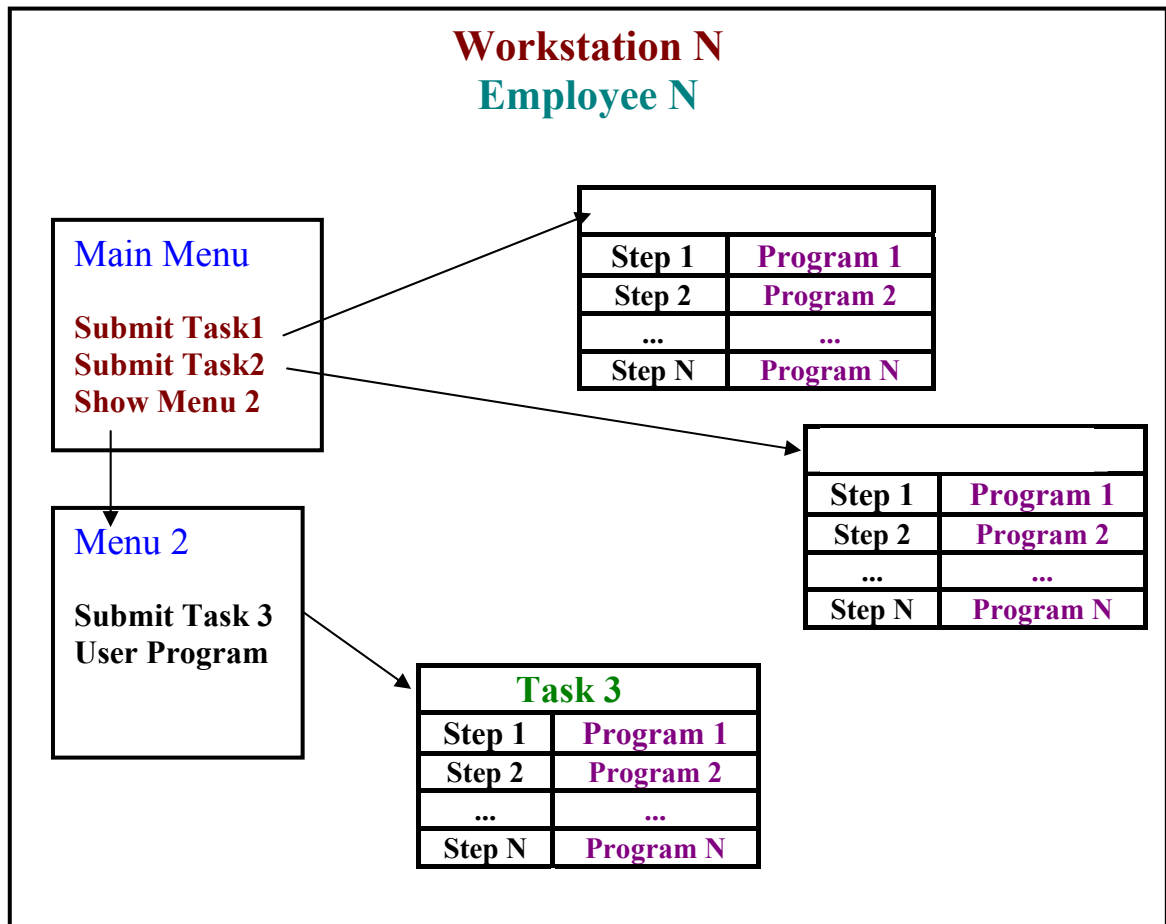 Workstation N
Employee N
Main Menu
Submit Task1
Submit Task2
Show Menu 2
Step 1 Program 1
Step 2 Program 2
... ...
Step N Program N
Step 1 Program 1
Step 2 Program 2
... ...
Step N Program N
Menu 2
Submit Task 3
User Program
Task 3
Step 1 Program 1
Step 2 Program 2
... ...
Step N Program N